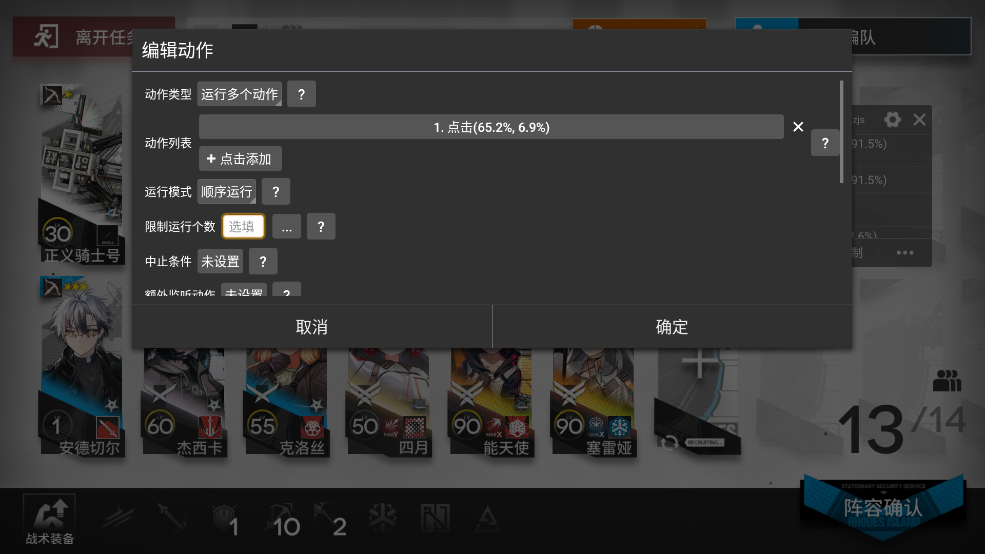 离开任务
编队
编辑动作
动作类型 运行多个动作 ?
1. 点击(65.2%, 6.9%) ×
动作列表 ?
+ 点击添加
运行模式 顺序运行 ?
限制运行个数 选填 ... ?
中止条件 未设置 ?
额外监听动作 未设置 ?
取消 确定
zjs
91.5%)
91.5%)
.6%)
制 •••
30
正义骑士号
1 安德切尔
60 杰西卡
55 克洛丝
50 四月
90 能天使
90 塞雷娅
RECRUITING...
13/14
战术装备
1 10 2
STATIONARY SECURITY SERVICE
阵容确认
RHODES ISLAND